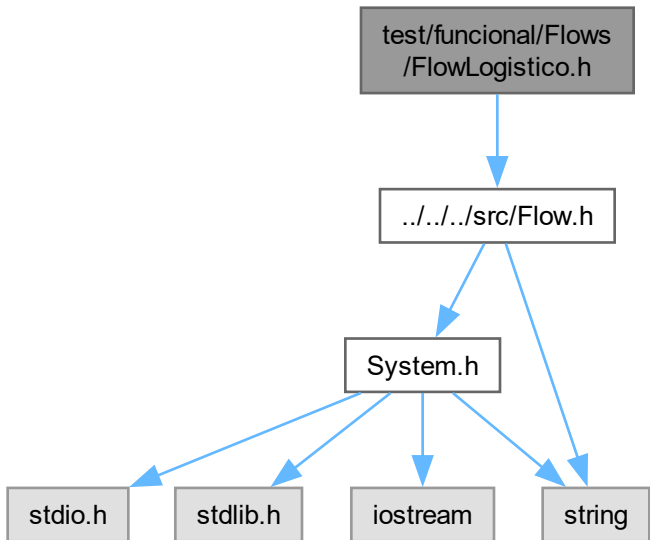 test/funcional/Flows
/FlowLogistico.h
../../../src/Flow.h
System.h
stdio.h
stdlib.h
iostream
string